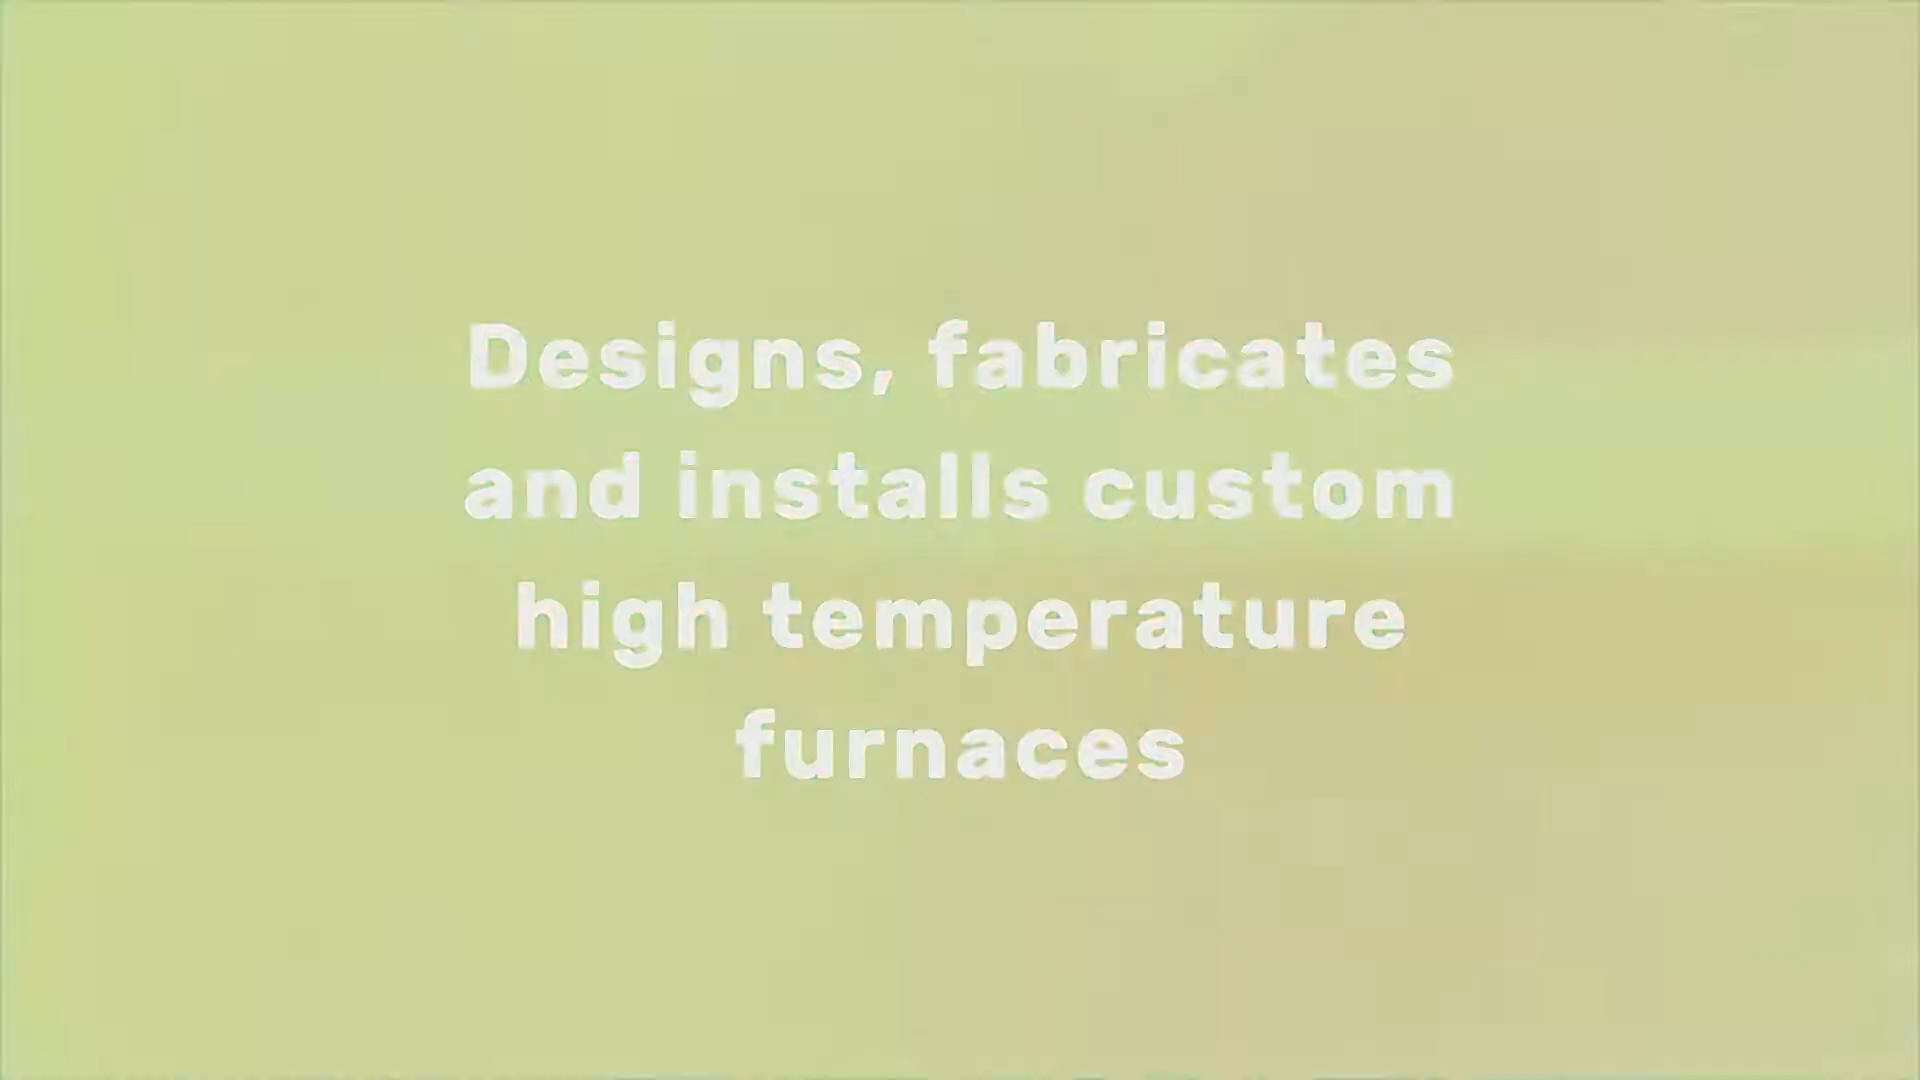 Designs, fabricates
and installs custom
high temperature
furnaces